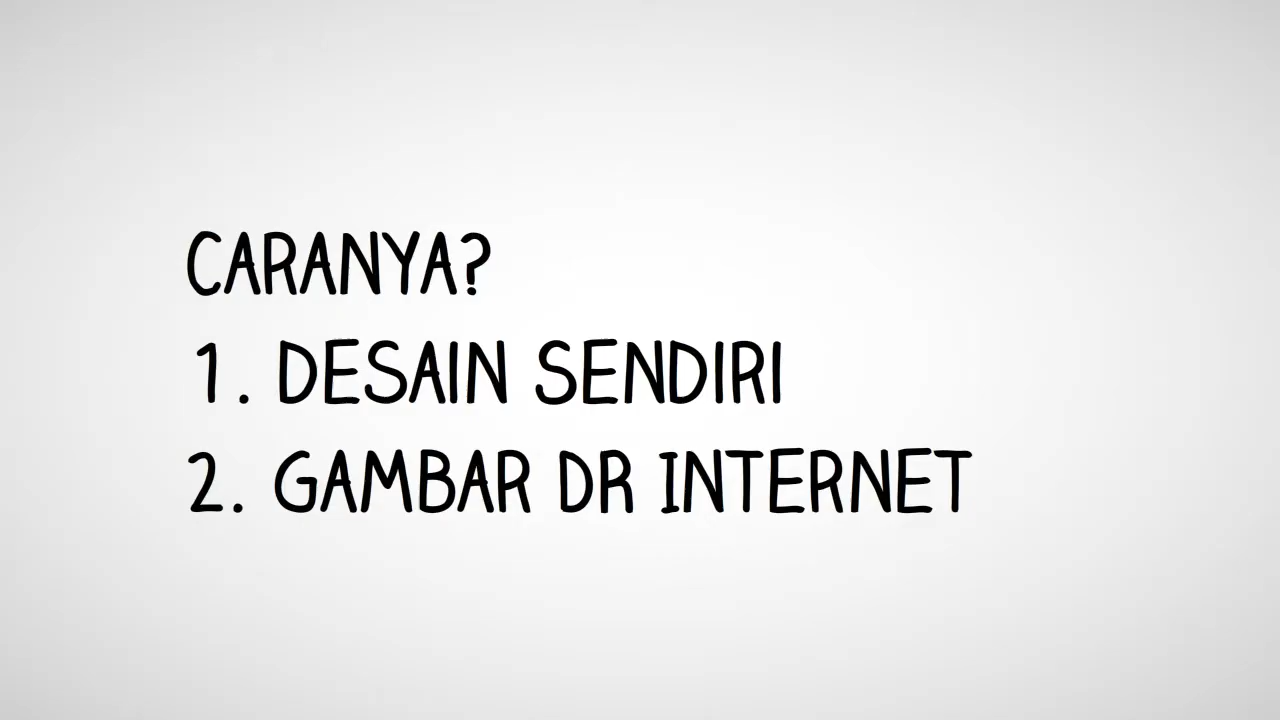 CARANYA?
1. DESAIN SENDIRI
2. GAMBAR DR INTERNET